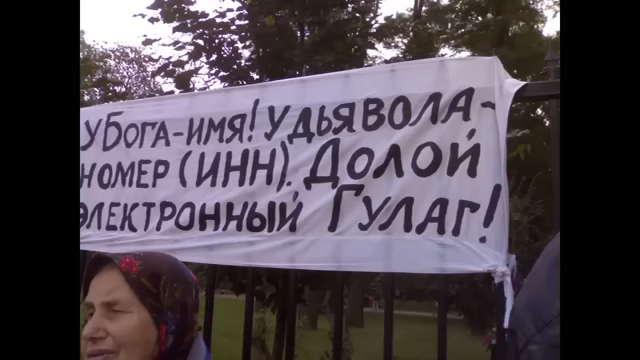 У БОГА-ИМЯ! У ДЬЯВОЛА-
НОМЕР (ИНН). ДОЛОЙ
ЭЛЕКТРОННЫЙ ГУЛАГ!